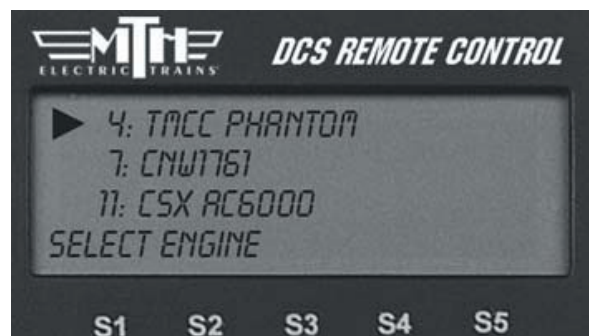 MTH
ELECTRIC TRAINS
DCS REMOTE CONTROL
4: TMCC PHANTOM
7: CNW1761
11: CSX AC6000
SELECT ENGINE
S1 S2 S3 S4 S5